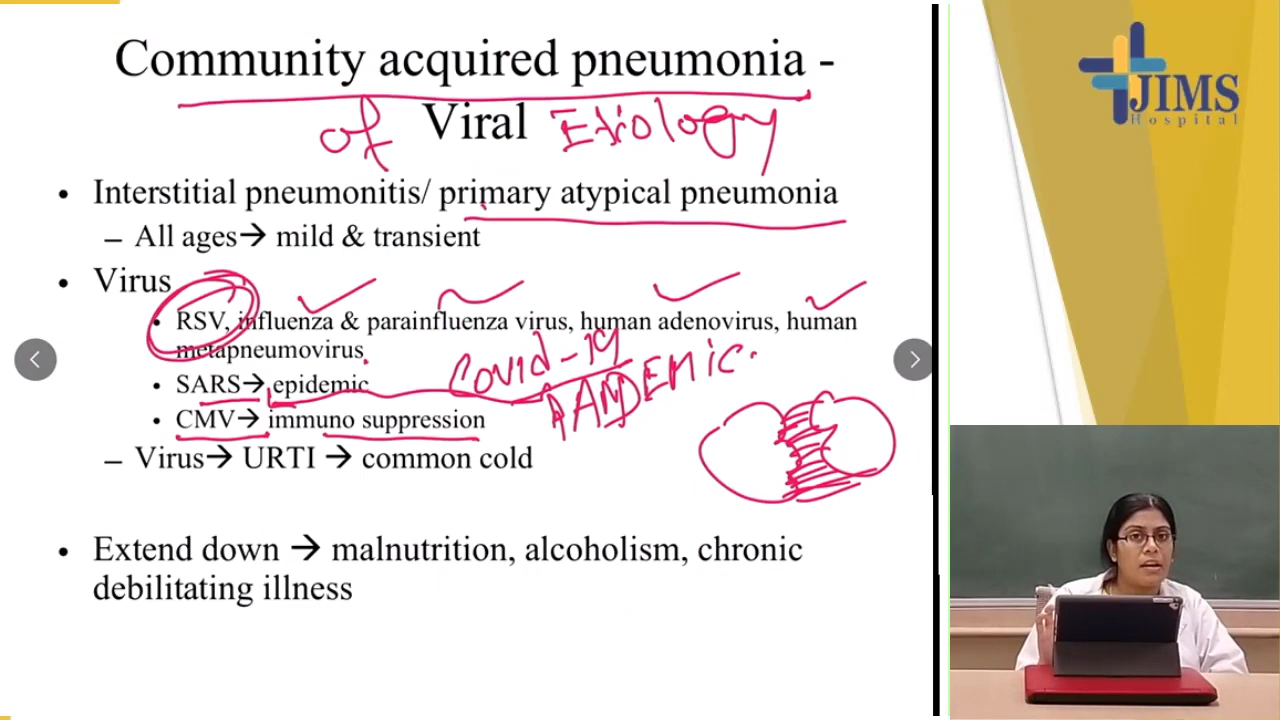 Community acquired pneumonia -
of Viral Etiology
• Interstitial pneumonitis/ primary atypical pneumonia
– All ages→ mild & transient
• Virus
• RSV, influenza & parainfluenza virus, human adenovirus, human
metapneumovirus.
Covid-19
• SARS→ epidemic
PANDEMIC.
• CMV→ immuno suppression
– Virus→ URTI → common cold
• Extend down → malnutrition, alcoholism, chronic
debilitating illness
JIMS
Hospital